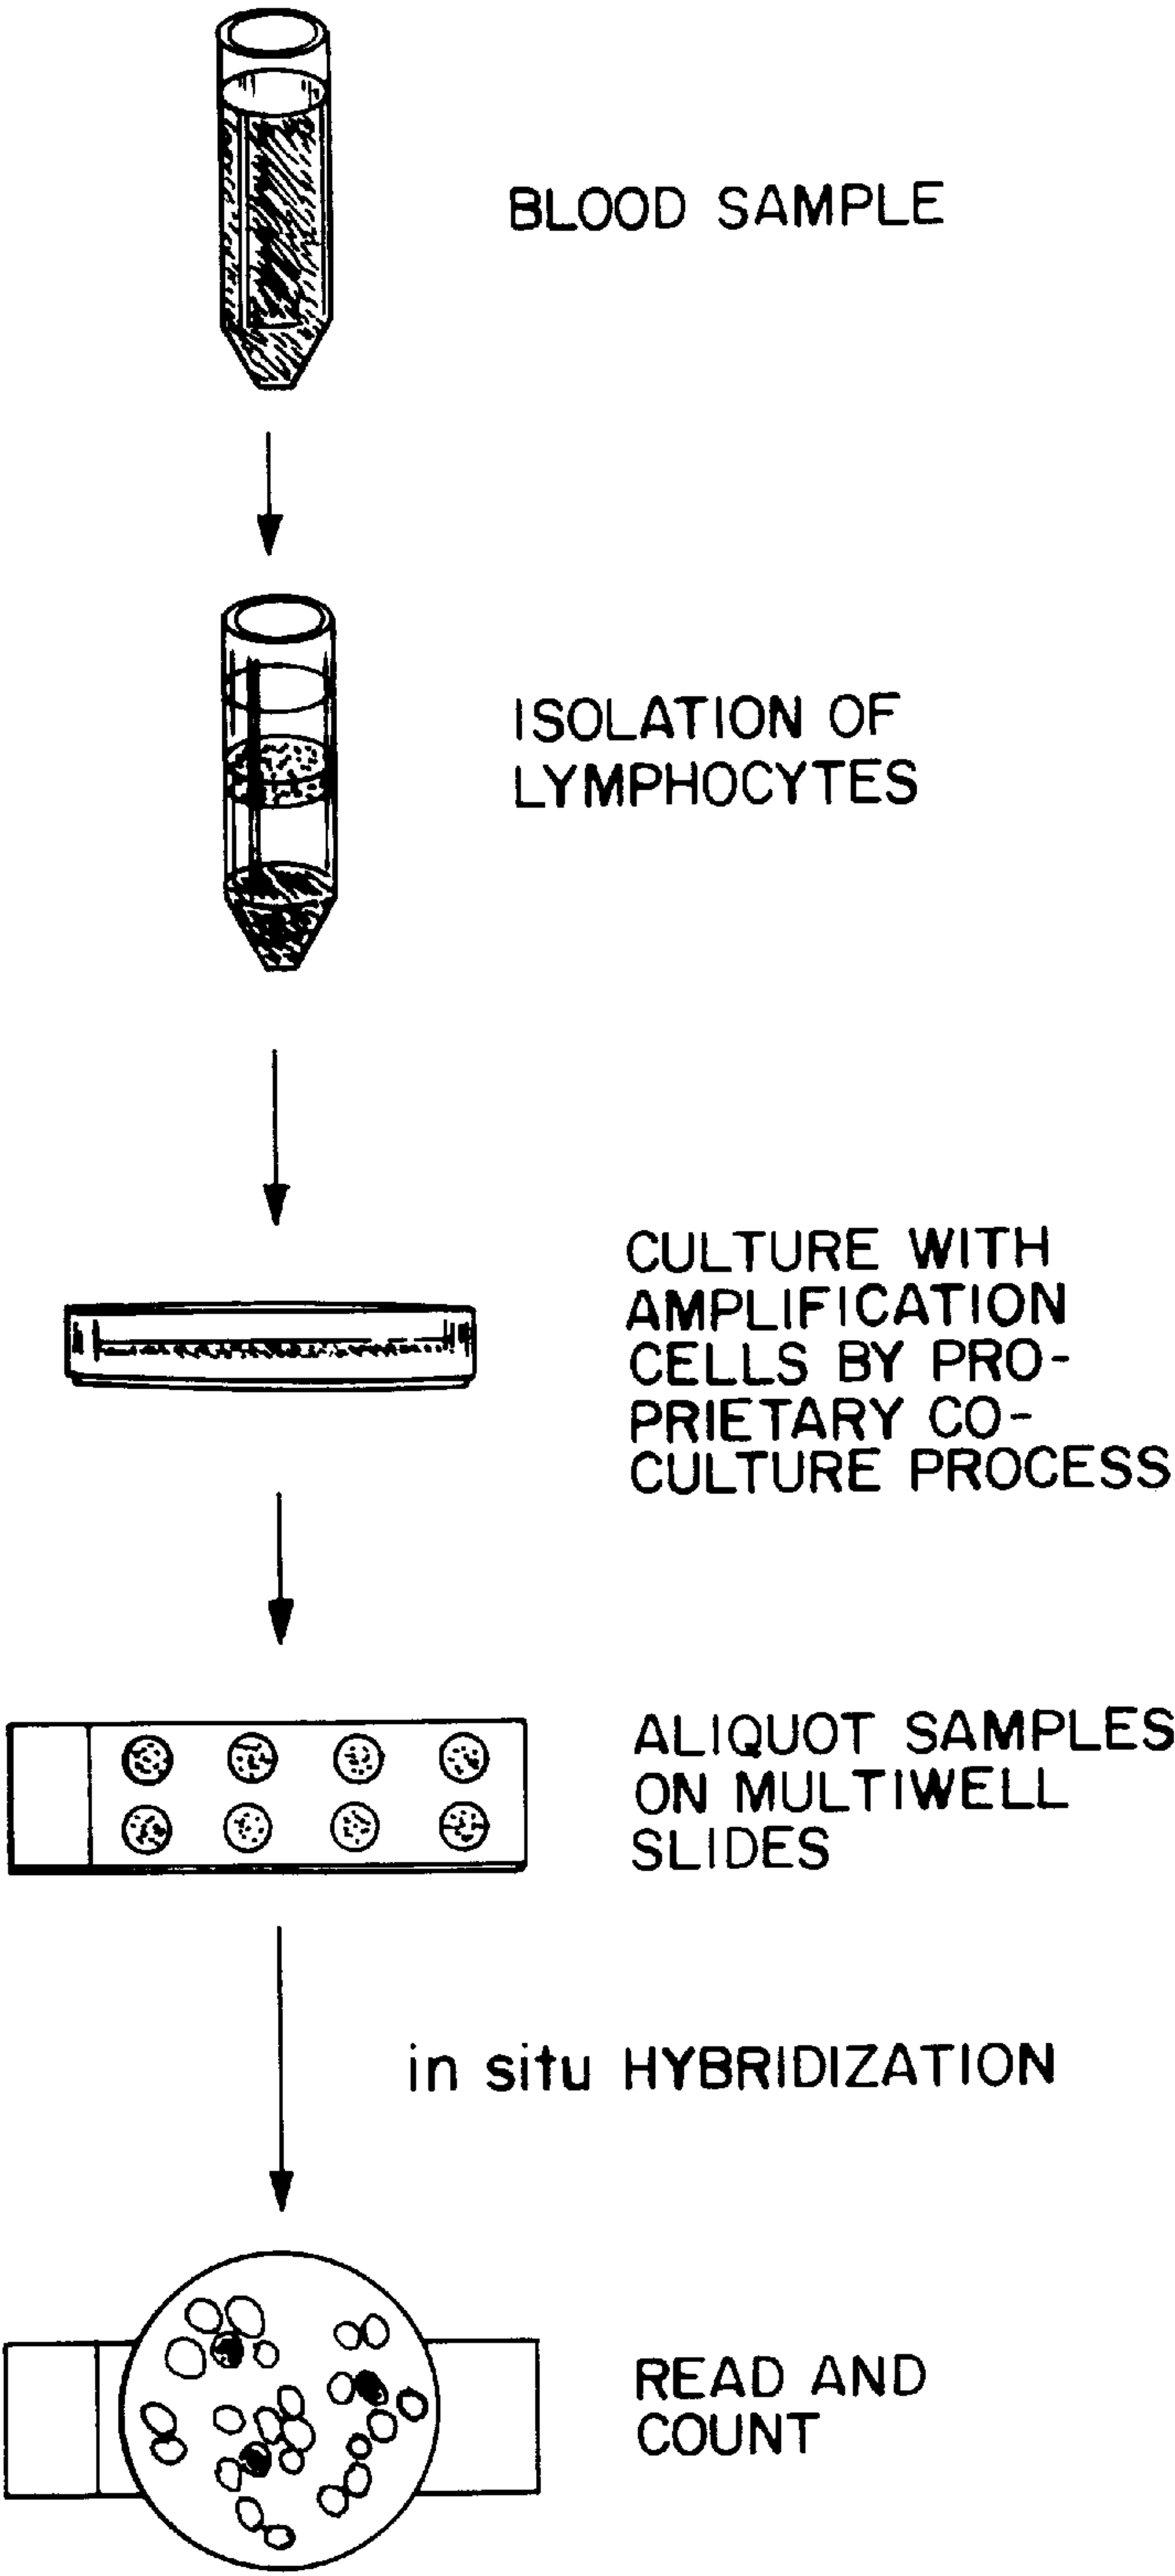 BLOOD SAMPLE
ISOLATION OF
LYMPHOCYTES
CULTURE WITH
AMPLIFICATION
CELLS BY PRO-
PRIETARY CO-
CULTURE PROCESS
ALIQUOT SAMPLES
ON MULTIWELL
SLIDES
in situ HYBRIDIZATION
READ AND
COUNT